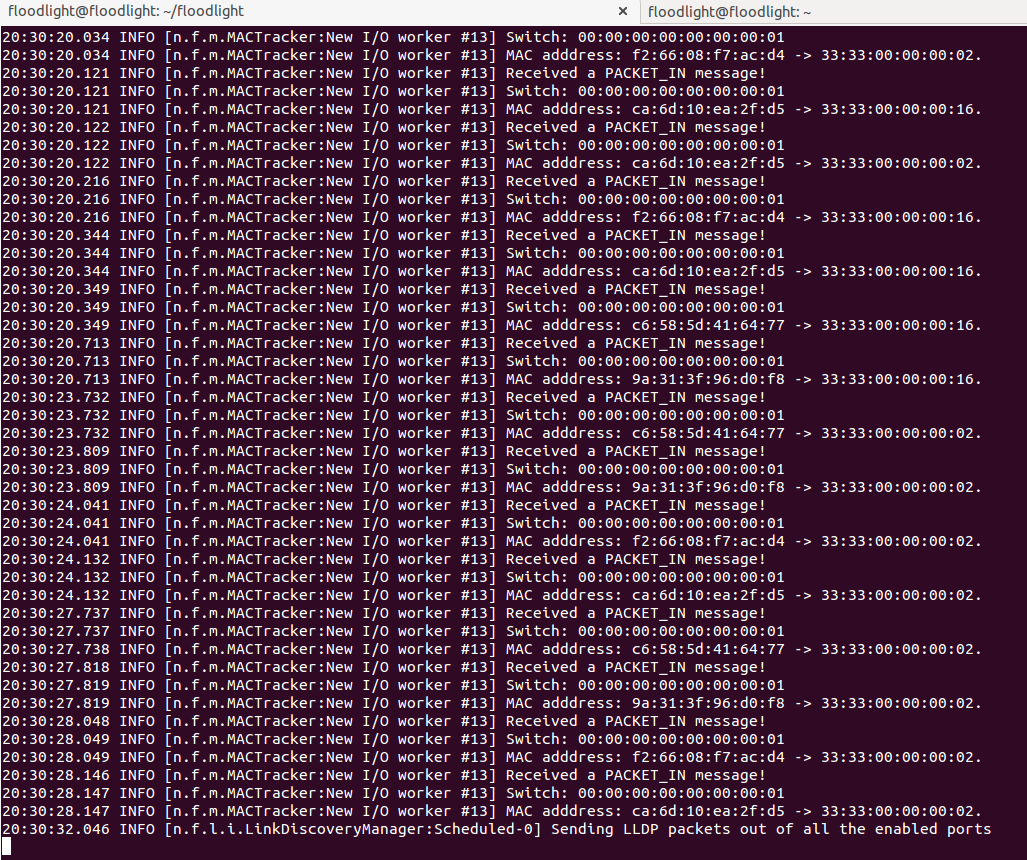 floodlight@floodlight: ~/floodlight × floodlight@floodlight: ~
20:30:20.034 INFO [n.f.m.MACTracker:New I/O worker #13] Switch: 00:00:00:00:00:00:00:01
20:30:20.034 INFO [n.f.m.MACTracker:New I/O worker #13] MAC adddress: f2:66:08:f7:ac:d4 -> 33:33:00:00:00:02.
20:30:20.121 INFO [n.f.m.MACTracker:New I/O worker #13] Received a PACKET_IN message!
20:30:20.121 INFO [n.f.m.MACTracker:New I/O worker #13] Switch: 00:00:00:00:00:00:00:01
20:30:20.121 INFO [n.f.m.MACTracker:New I/O worker #13] MAC adddress: ca:6d:10:ea:2f:d5 -> 33:33:00:00:00:16.
20:30:20.122 INFO [n.f.m.MACTracker:New I/O worker #13] Received a PACKET_IN message!
20:30:20.122 INFO [n.f.m.MACTracker:New I/O worker #13] Switch: 00:00:00:00:00:00:00:01
20:30:20.122 INFO [n.f.m.MACTracker:New I/O worker #13] MAC adddress: ca:6d:10:ea:2f:d5 -> 33:33:00:00:00:02.
20:30:20.216 INFO [n.f.m.MACTracker:New I/O worker #13] Received a PACKET_IN message!
20:30:20.216 INFO [n.f.m.MACTracker:New I/O worker #13] Switch: 00:00:00:00:00:00:00:01
20:30:20.216 INFO [n.f.m.MACTracker:New I/O worker #13] MAC adddress: f2:66:08:f7:ac:d4 -> 33:33:00:00:00:16.
20:30:20.344 INFO [n.f.m.MACTracker:New I/O worker #13] Received a PACKET_IN message!
20:30:20.344 INFO [n.f.m.MACTracker:New I/O worker #13] Switch: 00:00:00:00:00:00:00:01
20:30:20.344 INFO [n.f.m.MACTracker:New I/O worker #13] MAC adddress: ca:6d:10:ea:2f:d5 -> 33:33:00:00:00:16.
20:30:20.349 INFO [n.f.m.MACTracker:New I/O worker #13] Received a PACKET_IN message!
20:30:20.349 INFO [n.f.m.MACTracker:New I/O worker #13] Switch: 00:00:00:00:00:00:00:01
20:30:20.349 INFO [n.f.m.MACTracker:New I/O worker #13] MAC adddress: c6:58:5d:41:64:77 -> 33:33:00:00:00:16.
20:30:20.713 INFO [n.f.m.MACTracker:New I/O worker #13] Received a PACKET_IN message!
20:30:20.713 INFO [n.f.m.MACTracker:New I/O worker #13] Switch: 00:00:00:00:00:00:00:01
20:30:20.713 INFO [n.f.m.MACTracker:New I/O worker #13] MAC adddress: 9a:31:3f:96:d0:f8 -> 33:33:00:00:00:16.
20:30:23.732 INFO [n.f.m.MACTracker:New I/O worker #13] Received a PACKET_IN message!
20:30:23.732 INFO [n.f.m.MACTracker:New I/O worker #13] Switch: 00:00:00:00:00:00:00:01
20:30:23.732 INFO [n.f.m.MACTracker:New I/O worker #13] MAC adddress: c6:58:5d:41:64:77 -> 33:33:00:00:00:02.
20:30:23.809 INFO [n.f.m.MACTracker:New I/O worker #13] Received a PACKET_IN message!
20:30:23.809 INFO [n.f.m.MACTracker:New I/O worker #13] Switch: 00:00:00:00:00:00:00:01
20:30:23.809 INFO [n.f.m.MACTracker:New I/O worker #13] MAC adddress: 9a:31:3f:96:d0:f8 -> 33:33:00:00:00:02.
20:30:24.041 INFO [n.f.m.MACTracker:New I/O worker #13] Received a PACKET_IN message!
20:30:24.041 INFO [n.f.m.MACTracker:New I/O worker #13] Switch: 00:00:00:00:00:00:00:01
20:30:24.041 INFO [n.f.m.MACTracker:New I/O worker #13] MAC adddress: f2:66:08:f7:ac:d4 -> 33:33:00:00:00:02.
20:30:24.132 INFO [n.f.m.MACTracker:New I/O worker #13] Received a PACKET_IN message!
20:30:24.132 INFO [n.f.m.MACTracker:New I/O worker #13] Switch: 00:00:00:00:00:00:00:01
20:30:24.132 INFO [n.f.m.MACTracker:New I/O worker #13] MAC adddress: ca:6d:10:ea:2f:d5 -> 33:33:00:00:00:02.
20:30:27.737 INFO [n.f.m.MACTracker:New I/O worker #13] Received a PACKET_IN message!
20:30:27.737 INFO [n.f.m.MACTracker:New I/O worker #13] Switch: 00:00:00:00:00:00:00:01
20:30:27.738 INFO [n.f.m.MACTracker:New I/O worker #13] MAC adddress: c6:58:5d:41:64:77 -> 33:33:00:00:00:02.
20:30:27.818 INFO [n.f.m.MACTracker:New I/O worker #13] Received a PACKET_IN message!
20:30:27.819 INFO [n.f.m.MACTracker:New I/O worker #13] Switch: 00:00:00:00:00:00:00:01
20:30:27.819 INFO [n.f.m.MACTracker:New I/O worker #13] MAC adddress: 9a:31:3f:96:d0:f8 -> 33:33:00:00:00:02.
20:30:28.048 INFO [n.f.m.MACTracker:New I/O worker #13] Received a PACKET_IN message!
20:30:28.049 INFO [n.f.m.MACTracker:New I/O worker #13] Switch: 00:00:00:00:00:00:00:01
20:30:28.049 INFO [n.f.m.MACTracker:New I/O worker #13] MAC adddress: f2:66:08:f7:ac:d4 -> 33:33:00:00:00:02.
20:30:28.146 INFO [n.f.m.MACTracker:New I/O worker #13] Received a PACKET_IN message!
20:30:28.147 INFO [n.f.m.MACTracker:New I/O worker #13] Switch: 00:00:00:00:00:00:00:01
20:30:28.147 INFO [n.f.m.MACTracker:New I/O worker #13] MAC adddress: ca:6d:10:ea:2f:d5 -> 33:33:00:00:00:02.
20:30:32.046 INFO [n.f.l.i.LinkDiscoveryManager:Scheduled-0] Sending LLDP packets out of all the enabled ports